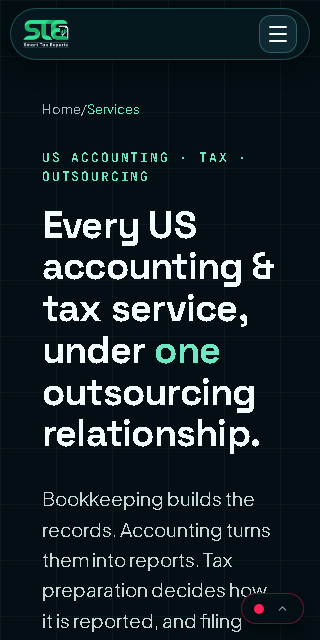 STE
Smart Tax Experts
Home/Services
US ACCOUNTING · TAX ·
OUTSOURCING
Every US
accounting &
tax service,
under one
outsourcing
relationship.
Bookkeeping builds the
records. Accounting turns
them into reports. Tax
preparation decides how
it is reported, and filing